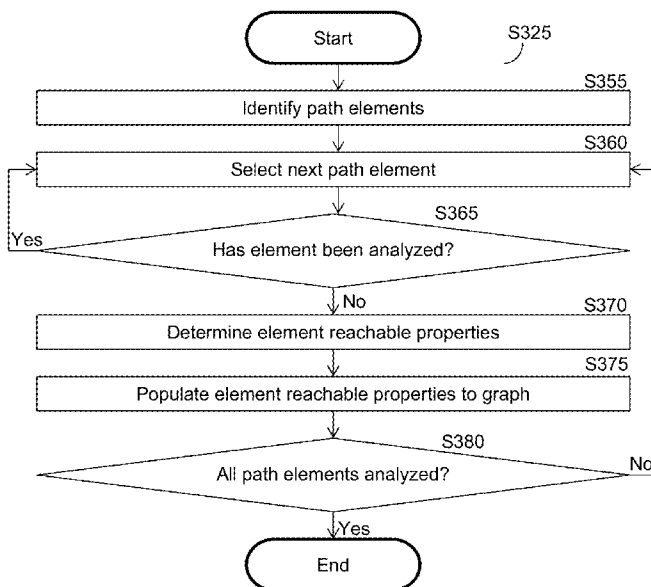 Start
S325
S355
Identify path elements
S360
Select next path element
S365
Yes
Has element been analyzed?
No
S370
Determine element reachable properties
S375
Populate element reachable properties to graph
S380
All path elements analyzed?
No
Yes
End